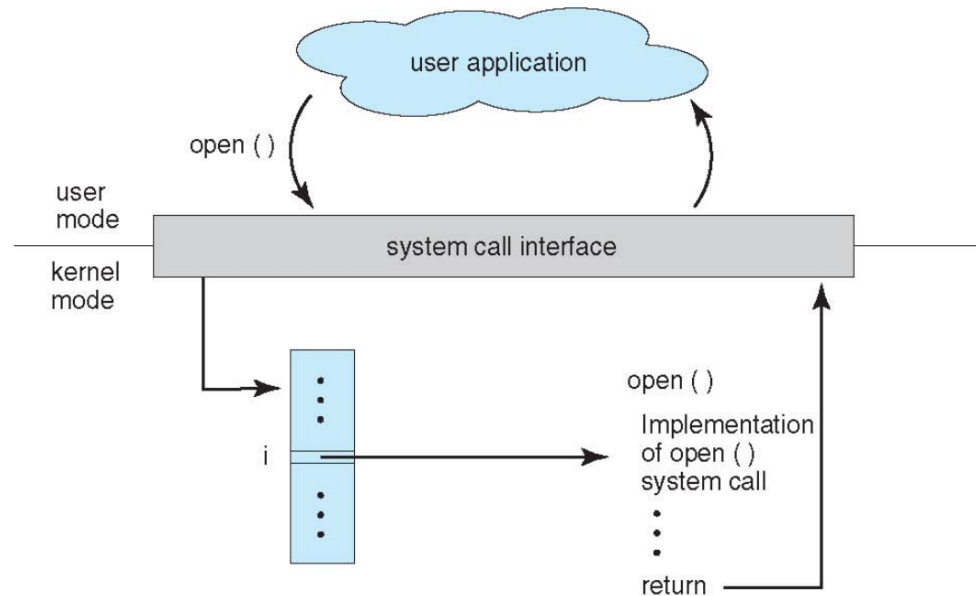 user application
open ( )
user
mode
system call interface
kernel
mode
open ( )
i
Implementation
of open ( )
system call
return